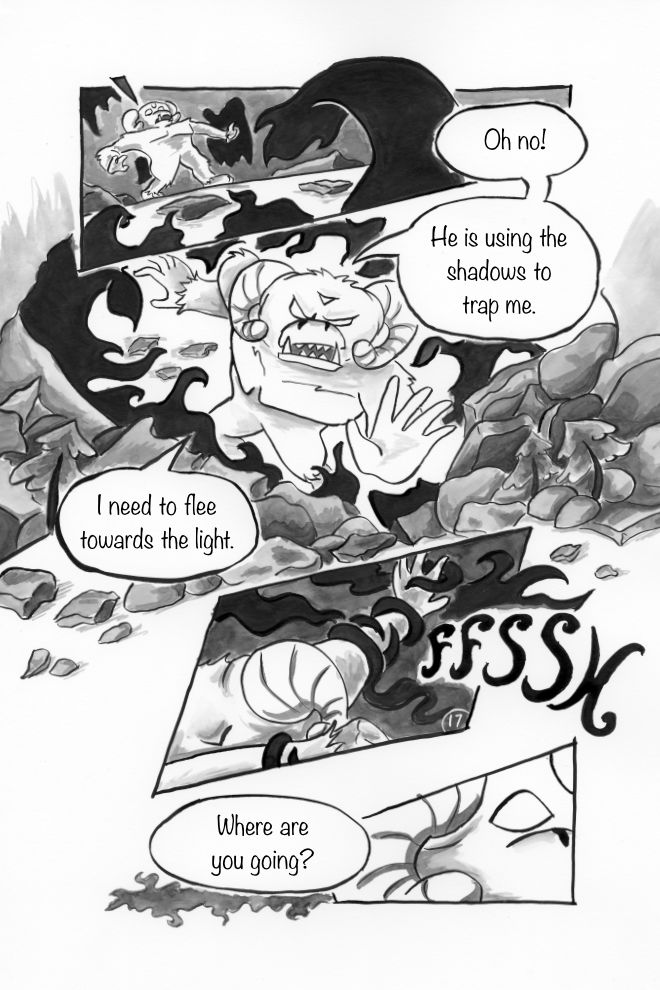 Oh no!
He is using the
shadows to
trap me.
I need to flee
towards the light.
FFSSH
17
Where are
you going?